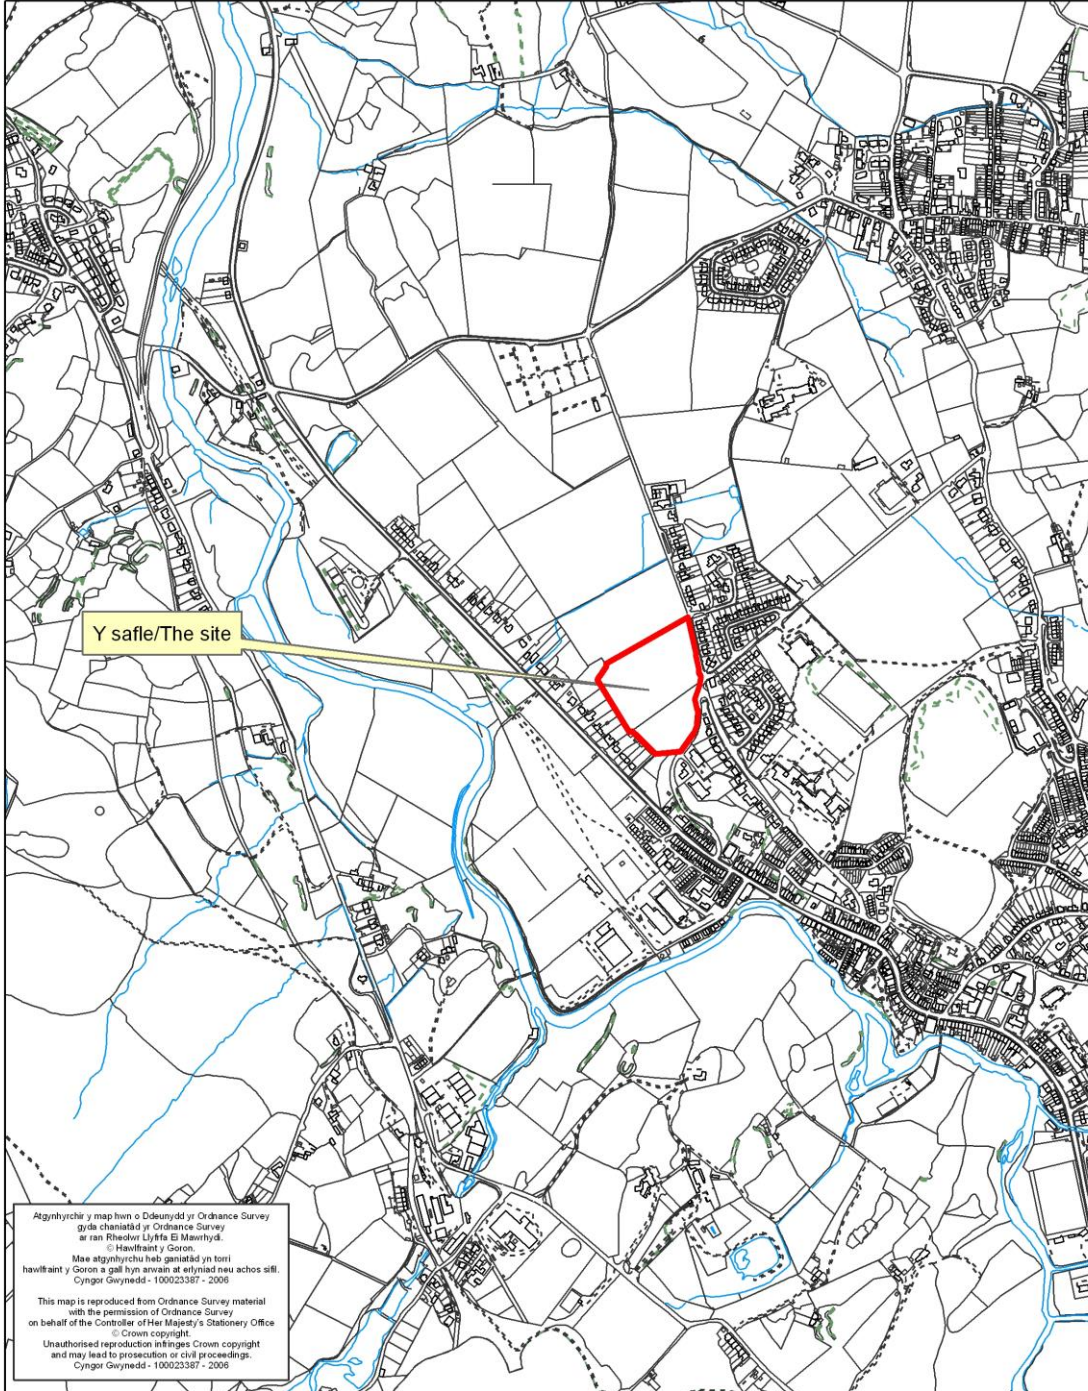 Y safle/The site
Atgynhyrchir y map hwn o Ddeunydd yr Ordnance Survey
gyda chaniatâd yr Ordnance Survey
ar ran Rheolwr Llyfrfa Ei Mawrhydi.
© Hawlfraint y Goron.
Mae atgynhyrchu heb ganiatâd yn torri
hawlfraint y Goron a gall hyn arwain at erlyniad neu achos sifil.
Cyngor Gwynedd - 100023387 - 2006
This map is reproduced from Ordnance Survey material
with the permission of Ordnance Survey
on behalf of the Controller of Her Majesty's Stationery Office
© Crown copyright.
Unauthorised reproduction infringes Crown copyright
and may lead to prosecution or civil proceedings.
Cyngor Gwynedd - 100023387 - 2006